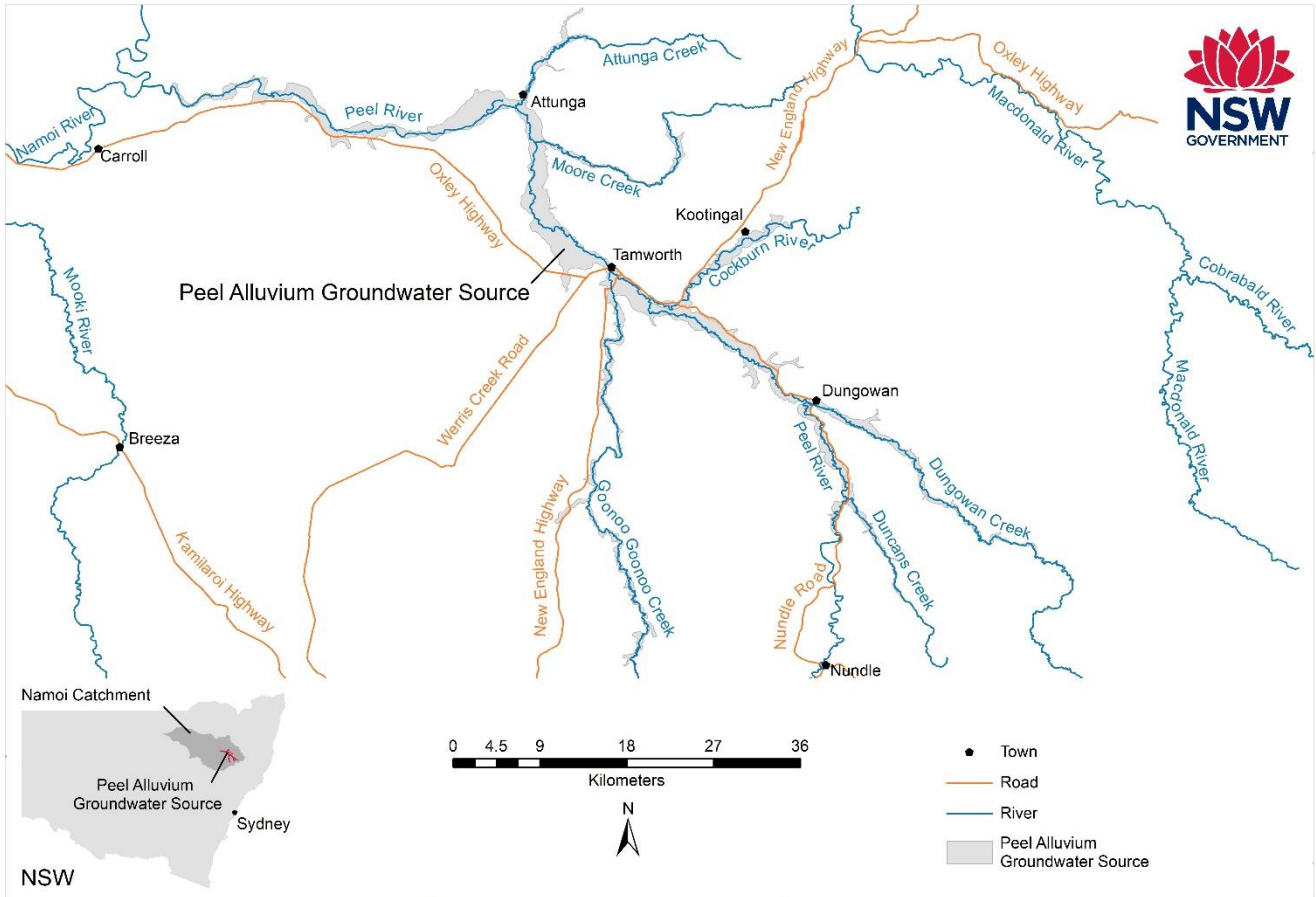 Attunga Creek
New England Highway
Oxley Highway
NSW
GOVERNMENT
Attunga
Peel River
Macdonald River
Namoi River
Carroll
Moore Creek
Oxley Highway
Kootingal
Cockburn River
Tamworth
Peel Alluvium Groundwater Source
Mooki River
Cobrabald River
Macdonald River
Werris Creek Road
Dungowan
Breeza
Peel River
Dungowan Creek
Goonoo Goonoo Creek
New England Highway
Duncans Creek
Kamilaroi Highway
Nundle Road
Nundle
Namoi Catchment
Peel Alluvium
Groundwater Source
Sydney
NSW
0 4.5 9 18 27 36
Kilometers
N
Town
Road
River
Peel Alluvium
Groundwater Source